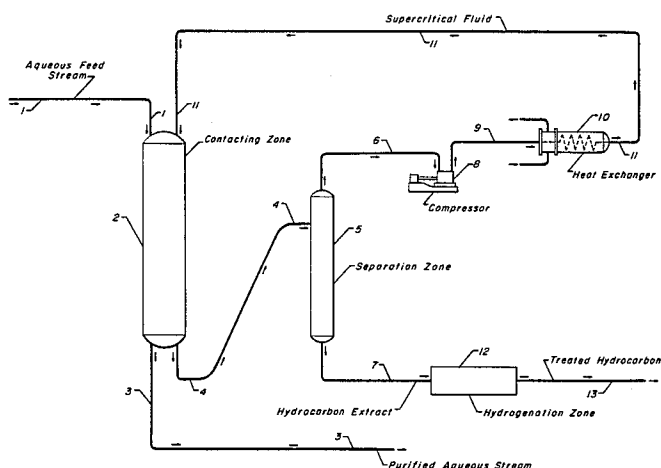 Supercritical Fluid
11
Aqueous Feed
Stream
1
1
11
Contacting Zone
2
6
8
Compressor
9
10
11
Heat Exchanger
4
5
Separation Zone
4
3
7
12
Treated Hydrocarbon
13
Hydrocarbon Extract
Hydrogenation Zone
3
Purified Aqueous Stream